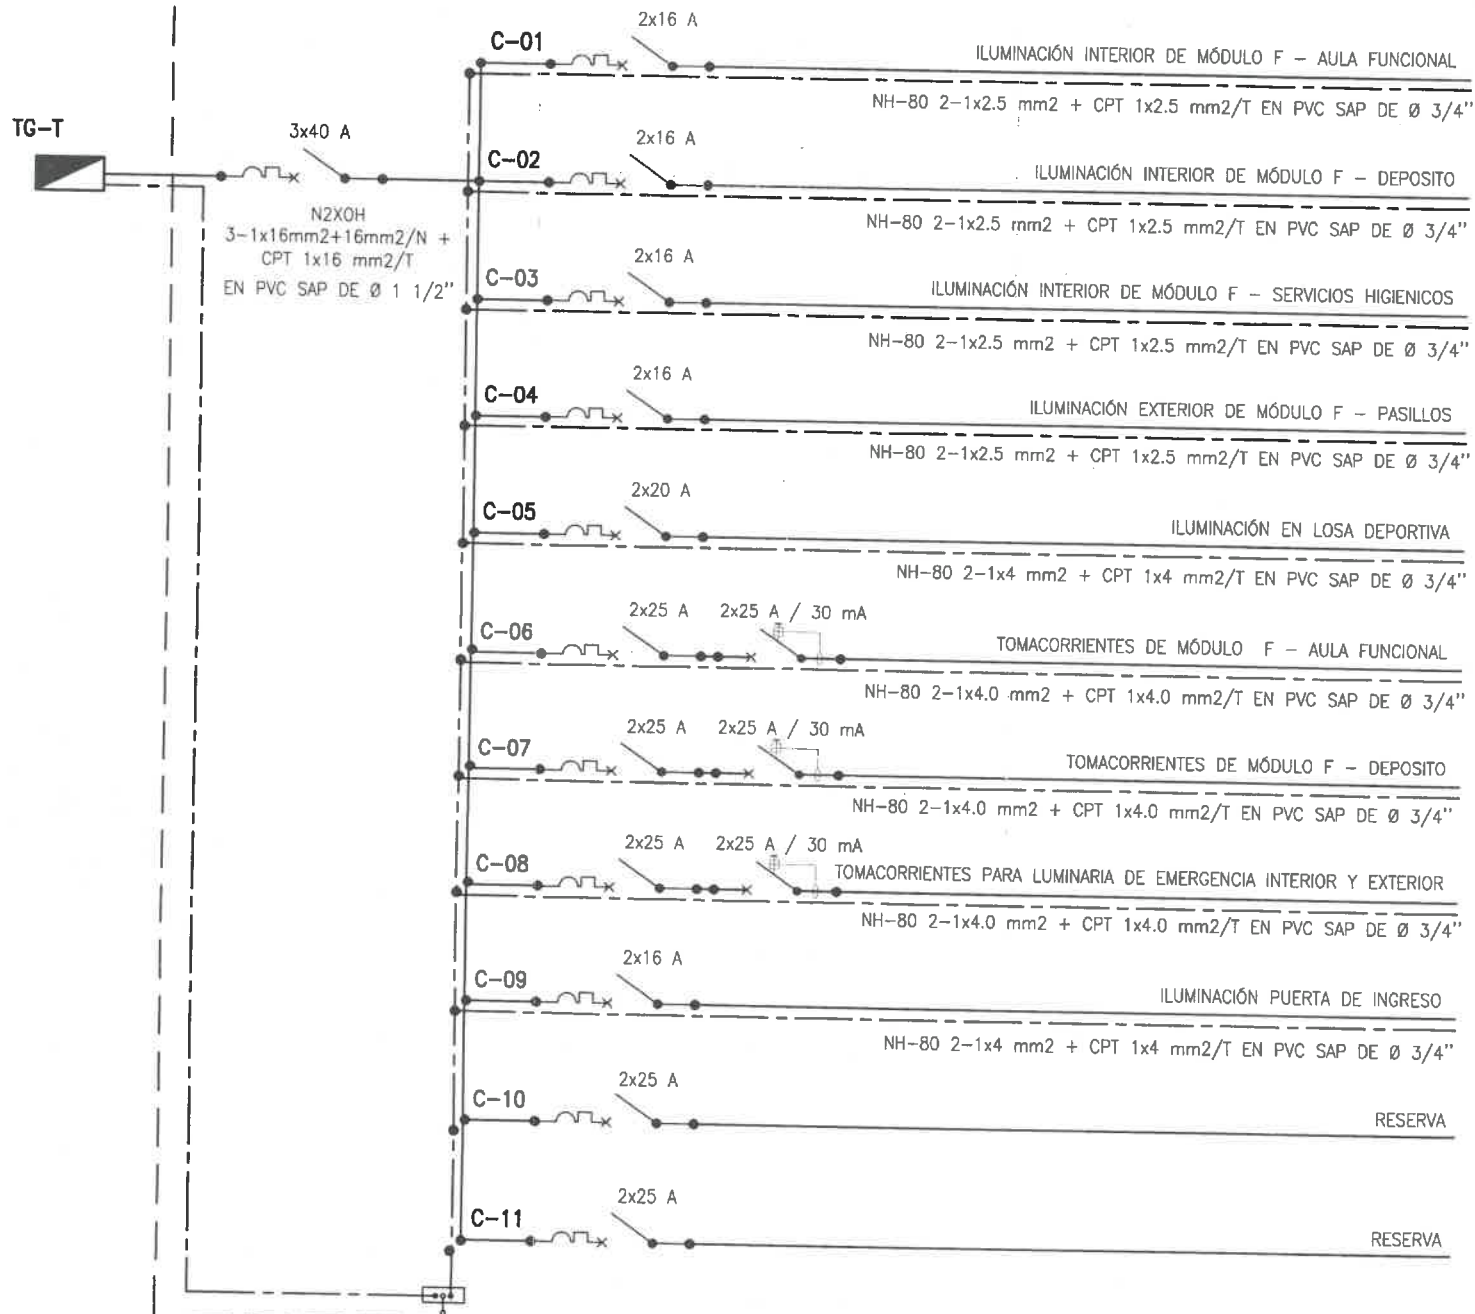 TG-T
3x40 A
N2XOH
3-1x16mm2+16mm2/N +
CPT 1x16 mm2/T
EN PVC SAP DE Ø 1 1/2"
C-01
2x16 A
ILUMINACIÓN INTERIOR DE MÓDULO F - AULA FUNCIONAL
NH-80 2-1x2.5 mm2 + CPT 1x2.5 mm2/T EN PVC SAP DE Ø 3/4"
C-02
2x16 A
ILUMINACIÓN INTERIOR DE MÓDULO F - DEPOSITO
NH-80 2-1x2.5 mm2 + CPT 1x2.5 mm2/T EN PVC SAP DE Ø 3/4"
C-03
2x16 A
ILUMINACIÓN INTERIOR DE MÓDULO F - SERVICIOS HIGIENICOS
NH-80 2-1x2.5 mm2 + CPT 1x2.5 mm2/T EN PVC SAP DE Ø 3/4"
C-04
2x16 A
ILUMINACIÓN EXTERIOR DE MÓDULO F - PASILLOS
NH-80 2-1x2.5 mm2 + CPT 1x2.5 mm2/T EN PVC SAP DE Ø 3/4"
C-05
2x20 A
ILUMINACIÓN EN LOSA DEPORTIVA
NH-80 2-1x4 mm2 + CPT 1x4 mm2/T EN PVC SAP DE Ø 3/4"
C-06
2x25 A
2x25 A / 30 mA
TOMACORRIENTES DE MÓDULO F - AULA FUNCIONAL
NH-80 2-1x4.0 mm2 + CPT 1x4.0 mm2/T EN PVC SAP DE Ø 3/4"
C-07
2x25 A
2x25 A / 30 mA
TOMACORRIENTES DE MÓDULO F - DEPOSITO
NH-80 2-1x4.0 mm2 + CPT 1x4.0 mm2/T EN PVC SAP DE Ø 3/4"
C-08
2x25 A
2x25 A / 30 mA
TOMACORRIENTES PARA LUMINARIA DE EMERGENCIA INTERIOR Y EXTERIOR
NH-80 2-1x4.0 mm2 + CPT 1x4.0 mm2/T EN PVC SAP DE Ø 3/4"
C-09
2x16 A
ILUMINACIÓN PUERTA DE INGRESO
NH-80 2-1x4 mm2 + CPT 1x4 mm2/T EN PVC SAP DE Ø 3/4"
C-10
2x25 A
RESERVA
C-11
2x25 A
RESERVA